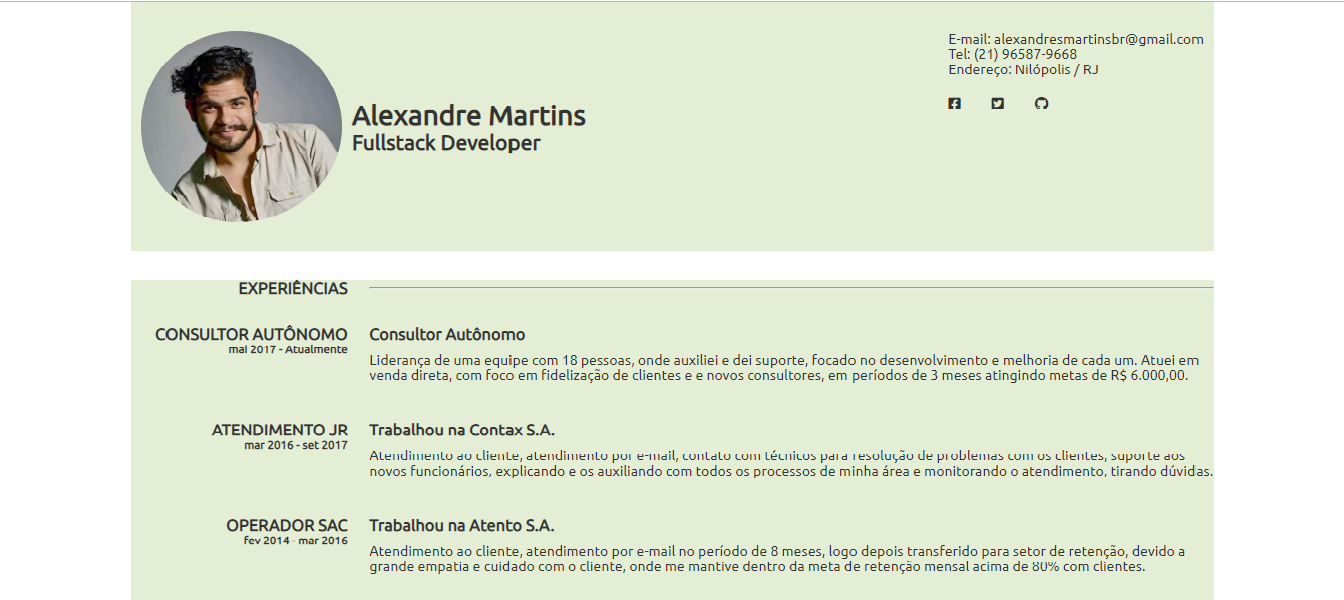 E-mail: alexandresmartinsbr@gmail.com
Tel: (21) 96587-9668
Endereço: Nilópolis / RJ
Alexandre Martins
Fullstack Developer
EXPERIÊNCIAS
CONSULTOR AUTÔNOMO
mai 2017 - Atualmente
Consultor Autônomo
Liderança de uma equipe com 18 pessoas, onde auxiliei e dei suporte, focado no desenvolvimento e melhoria de cada um. Atuei em
venda direta, com foco em fidelização de clientes e e novos consultores, em períodos de 3 meses atingindo metas de R$ 6.000,00.
ATENDIMENTO JR
mar 2016 - set 2017
Trabalhou na Contax S.A.
Atendimento ao cliente, atendimento por e-mail, contato com técnicos para resolução de problemas com os clientes, suporte aos
novos funcionários, explicando e os auxiliando com todos os processos de minha área e monitorando o atendimento, tirando dúvidas.
OPERADOR SAC
fev 2014 - mar 2016
Trabalhou na Atento S.A.
Atendimento ao cliente, atendimento por e-mail no período de 8 meses, logo depois transferido para setor de retenção, devido a
grande empatia e cuidado com o cliente, onde me mantive dentro da meta de retenção mensal acima de 80% com clientes.